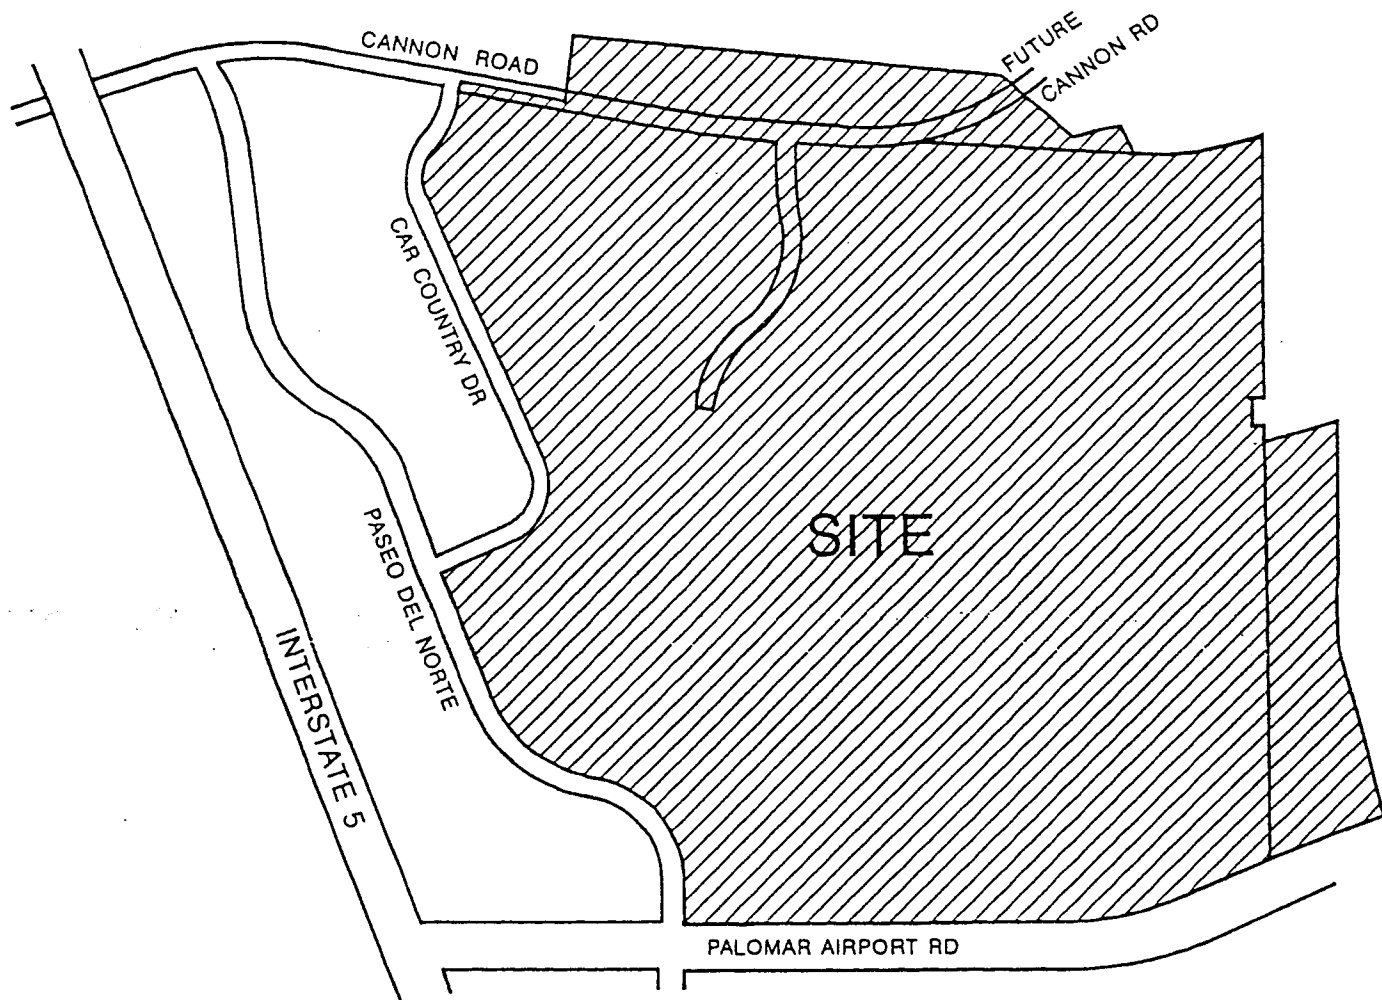 CANNON ROAD
FUTURE
CANNON RD
CAR COUNTRY DR
SITE
PASEO DEL NORTE
INTERSTATE 5
PALOMAR AIRPORT RD